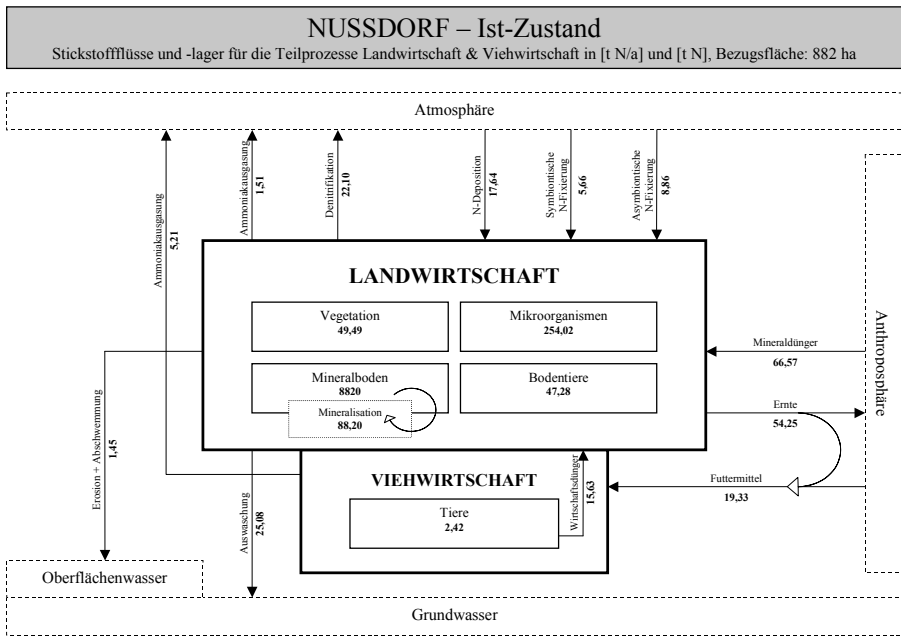 NUSSDORF – Ist-Zustand
Stickstoffflüsse und -lager für die Teilprozesse Landwirtschaft & Viehwirtschaft in [t N/a] und [t N], Bezugsfläche: 882 ha
Atmosphäre
Ammoniakausgasung
5,21
Ammoniakausgasung
1,51
Denitrifikation
22,10
N-Deposition
17,64
Symbiontische
N-Fixierung
5,66
Asymbiontische
N-Fixierung
8,86
LANDWIRTSCHAFT
Vegetation
49,49
Mikroorganismen
254,02
Mineralboden
8820
Mineralisation
88,20
Bodentiere
47,28
Mineraldünger
66,57
Ernte
54,25
Futtermittel
19,33
Anthroposphäre
VIEHWIRTSCHAFT
Tiere
2,42
Wirtschaftsdünger
15,63
Erosion + Abschwemmung
1,45
Auswaschung
25,08
Oberflächenwasser
Grundwasser